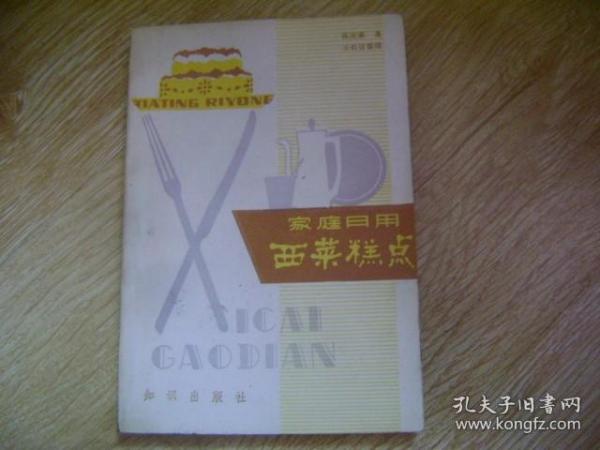 JIATING RIYONG
家庭日用
西菜糕点
XICAI
GAODIAN
知识出版社
孔夫子旧书网
www.kongfz.com